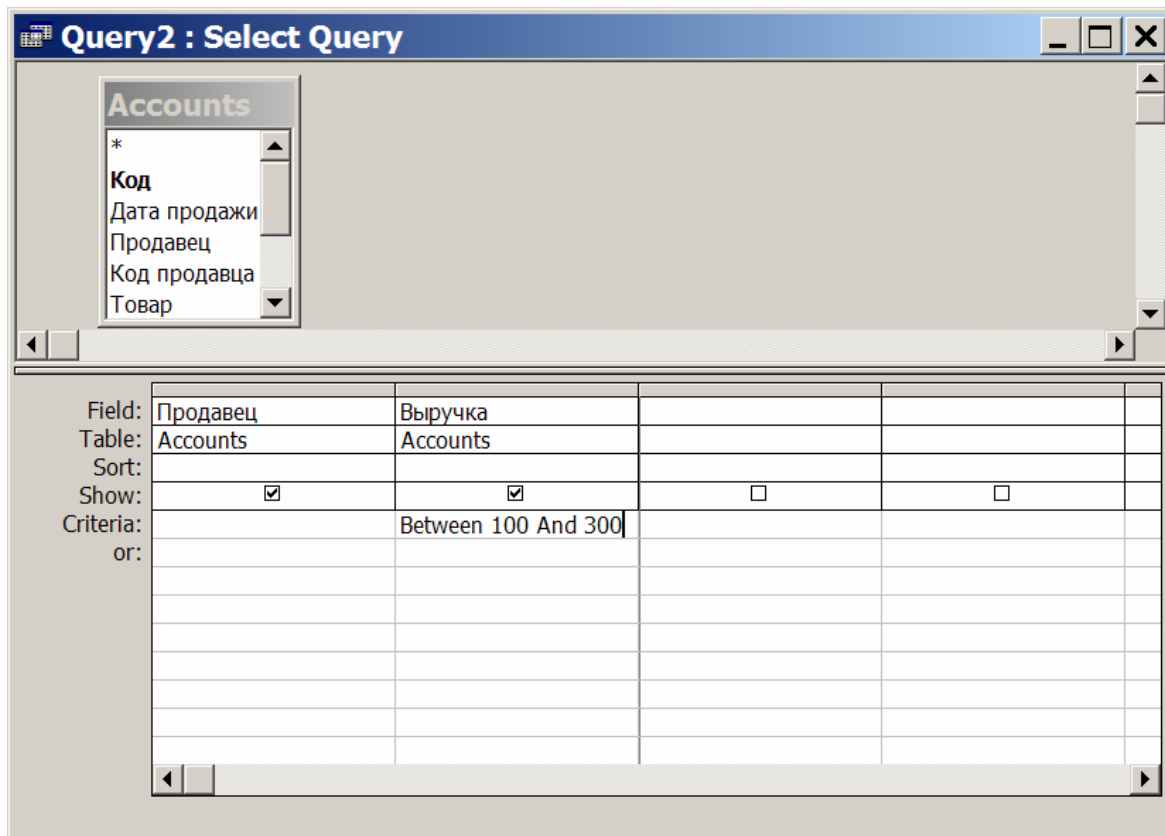 Query2 : Select Query
Accounts
*
Код
Дата продажи
Продавец
Код продавца
Товар
Field: Продавец Выручка
Table: Accounts Accounts
Sort:
Show:
Criteria: Between 100 And 300
or: